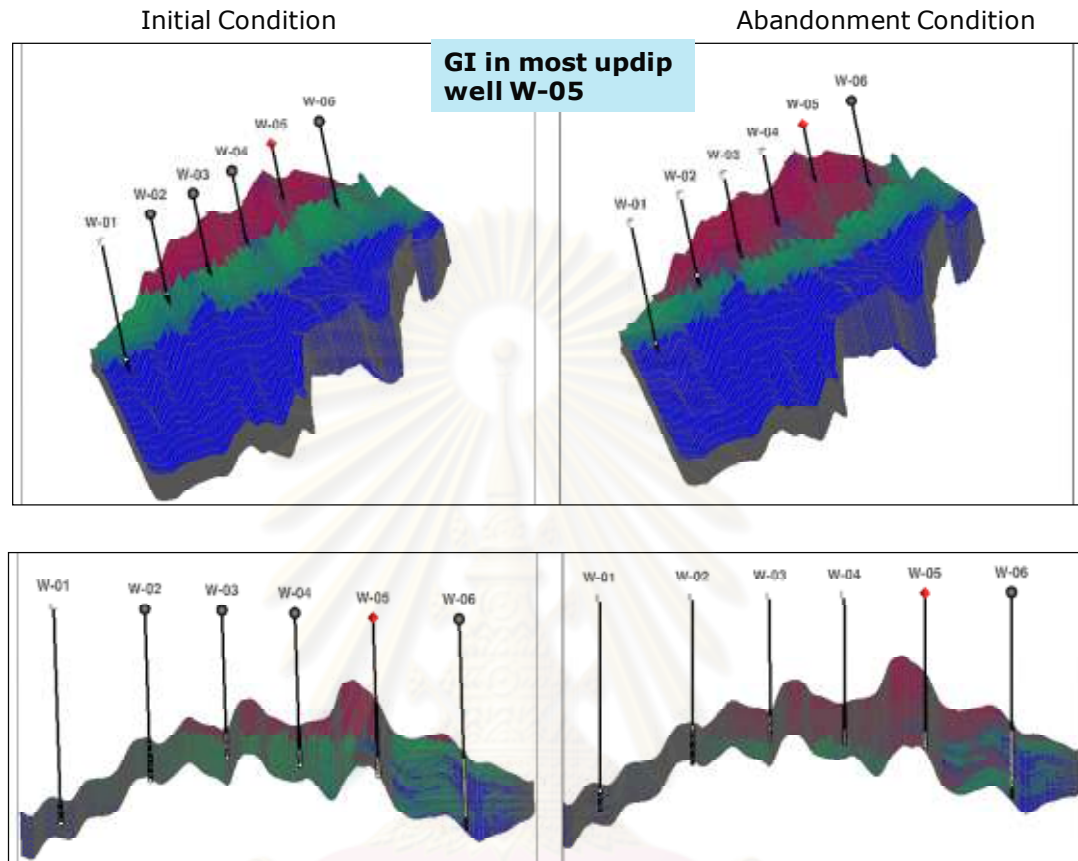 Initial Condition
Abandonment Condition
GI in most updip
well W-05
W-06
W-05
W-04
W-03
W-02
W-01
W-06
W-05
W-04
W-03
W-02
W-01
W-01
W-02
W-03
W-04
W-05
W-06
W-01
W-02
W-03
W-04
W-05
W-06